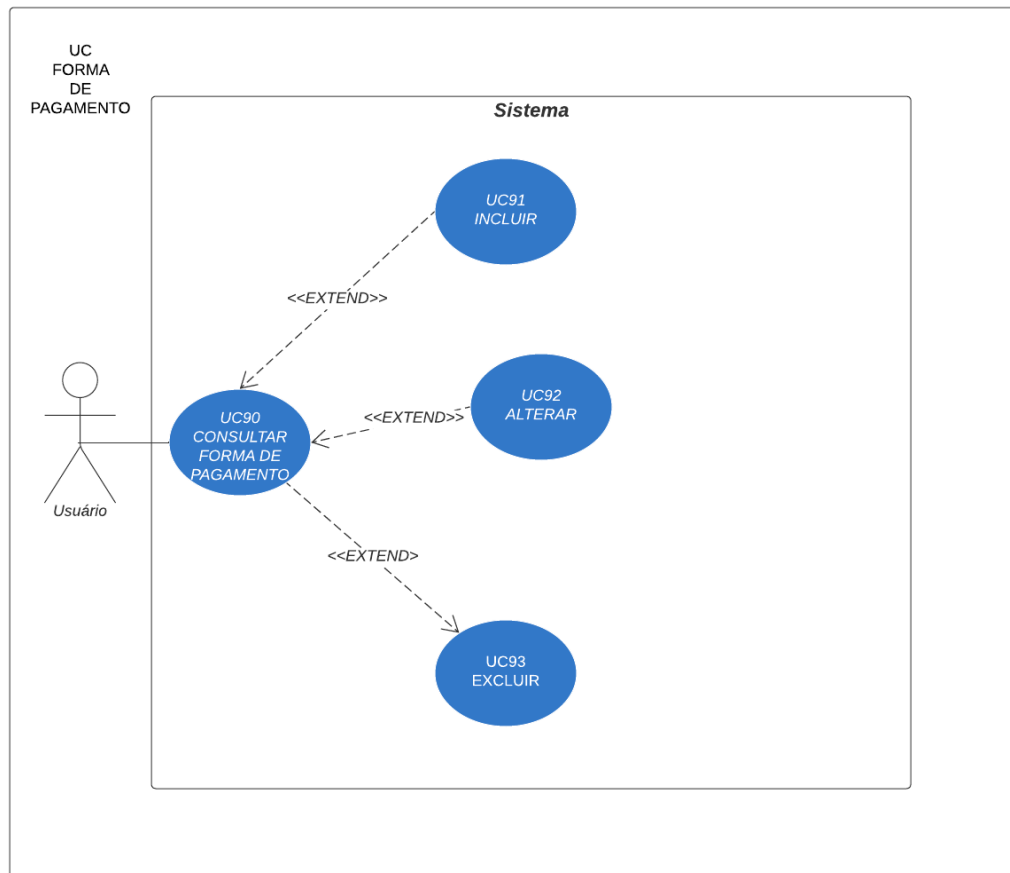 UC
FORMA
DE
PAGAMENTO
Sistema
UC91
INCLUIR
<<EXTEND>>
UC92
ALTERAR
<<EXTEND>>
UC90
CONSULTAR
FORMA DE
PAGAMENTO
Usuário
<<EXTEND>
UC93
EXCLUIR